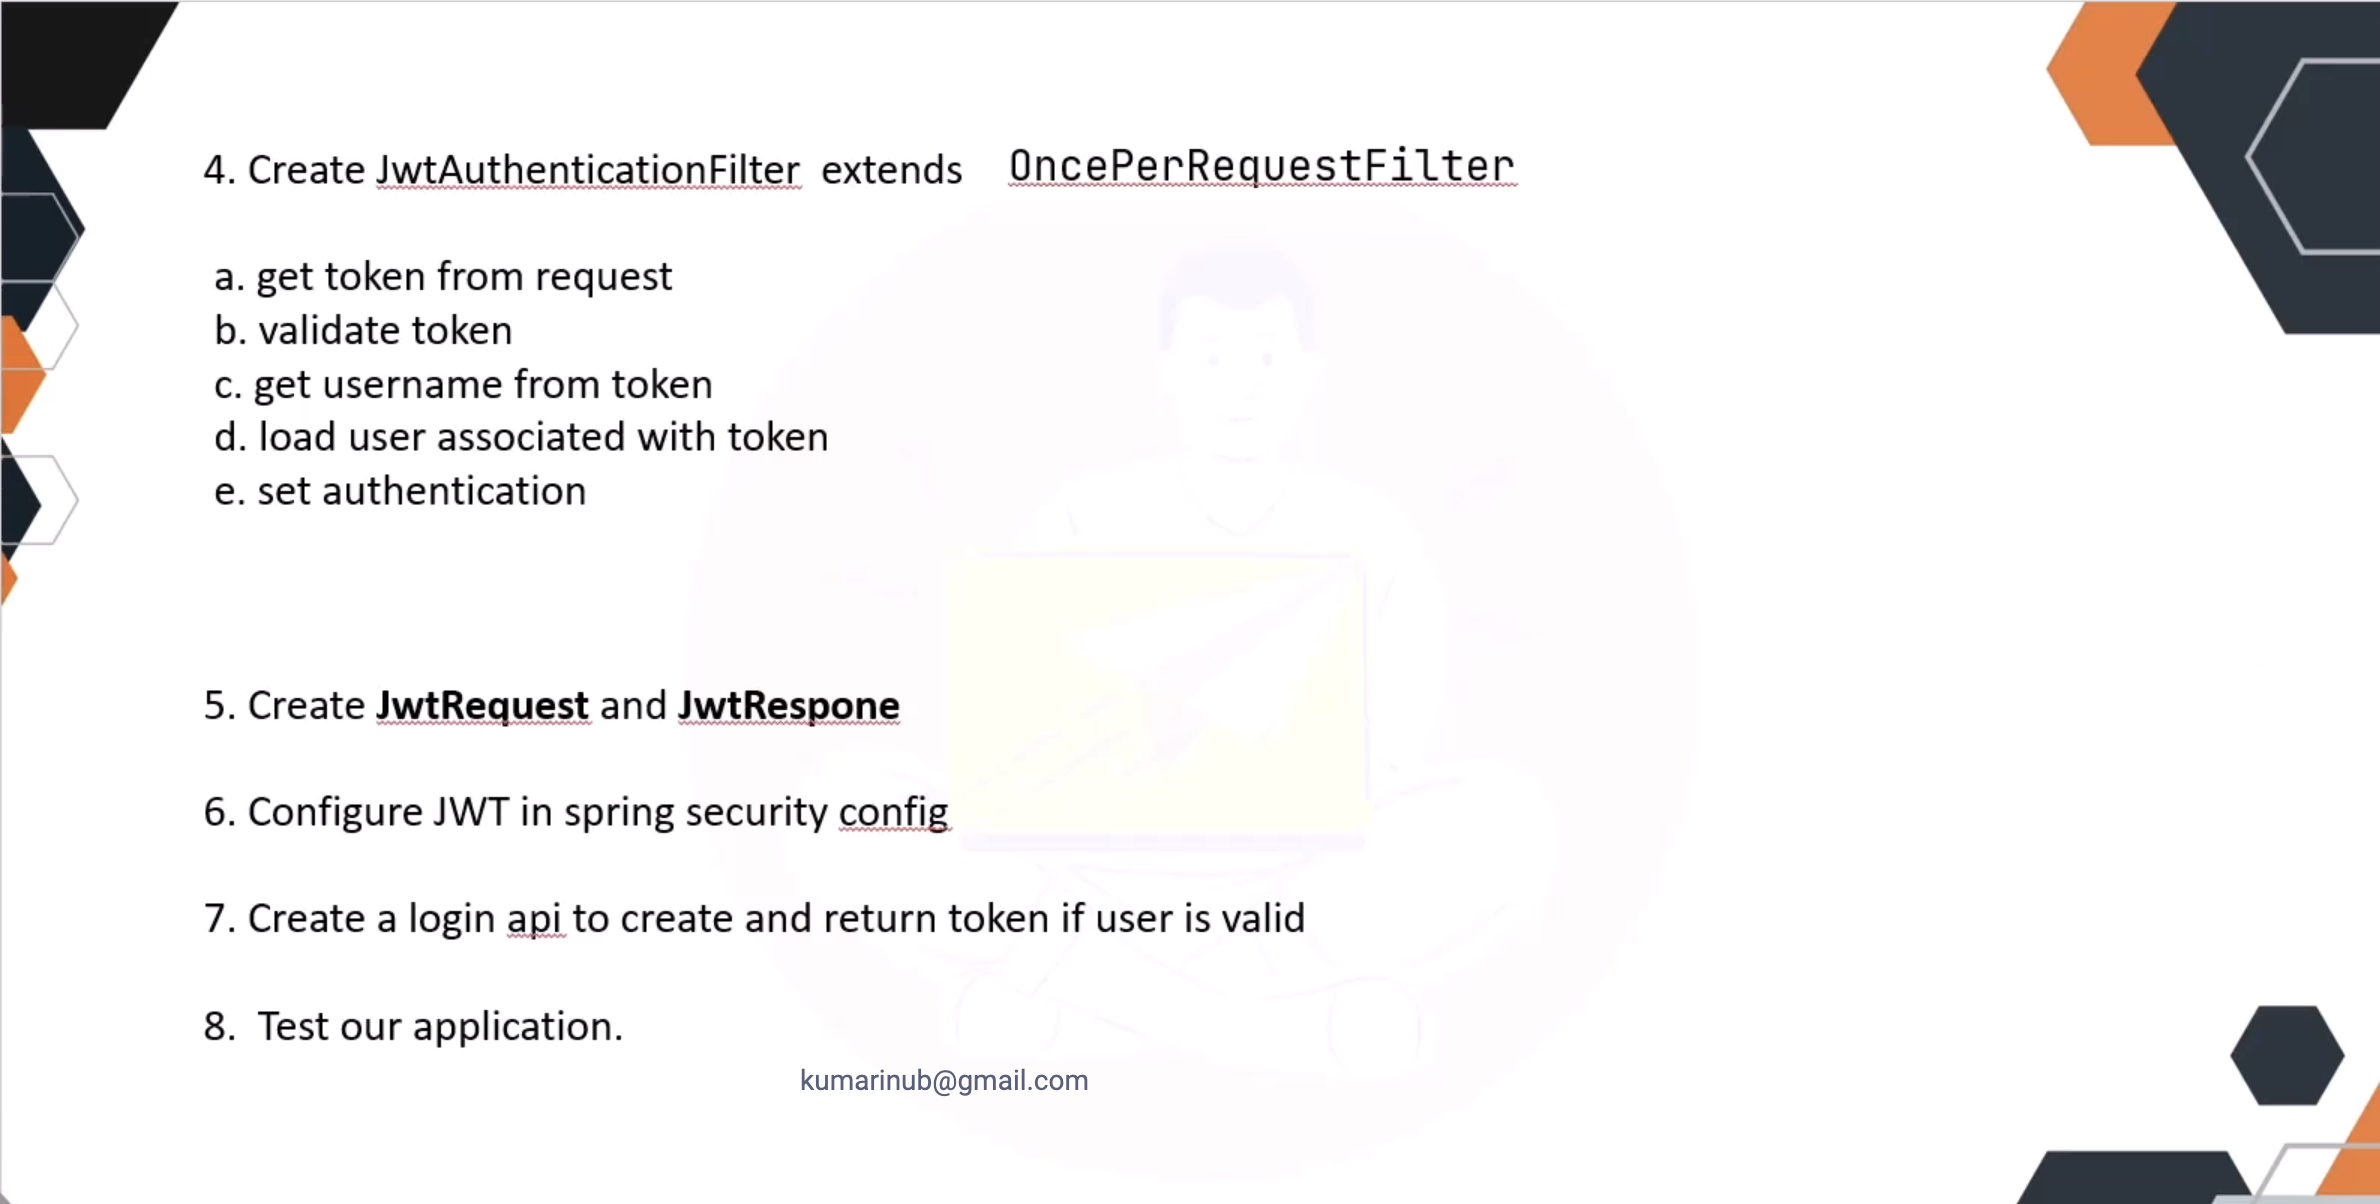 4. Create JwtAuthenticationFilter extends OncePerRequestFilter
a. get token from request
b. validate token
c. get username from token
d. load user associated with token
e. set authentication
5. Create JwtRequest and JwtRespone
6. Configure JWT in spring security config
7. Create a login api to create and return token if user is valid
8. Test our application.
kumarinub@gmail.com